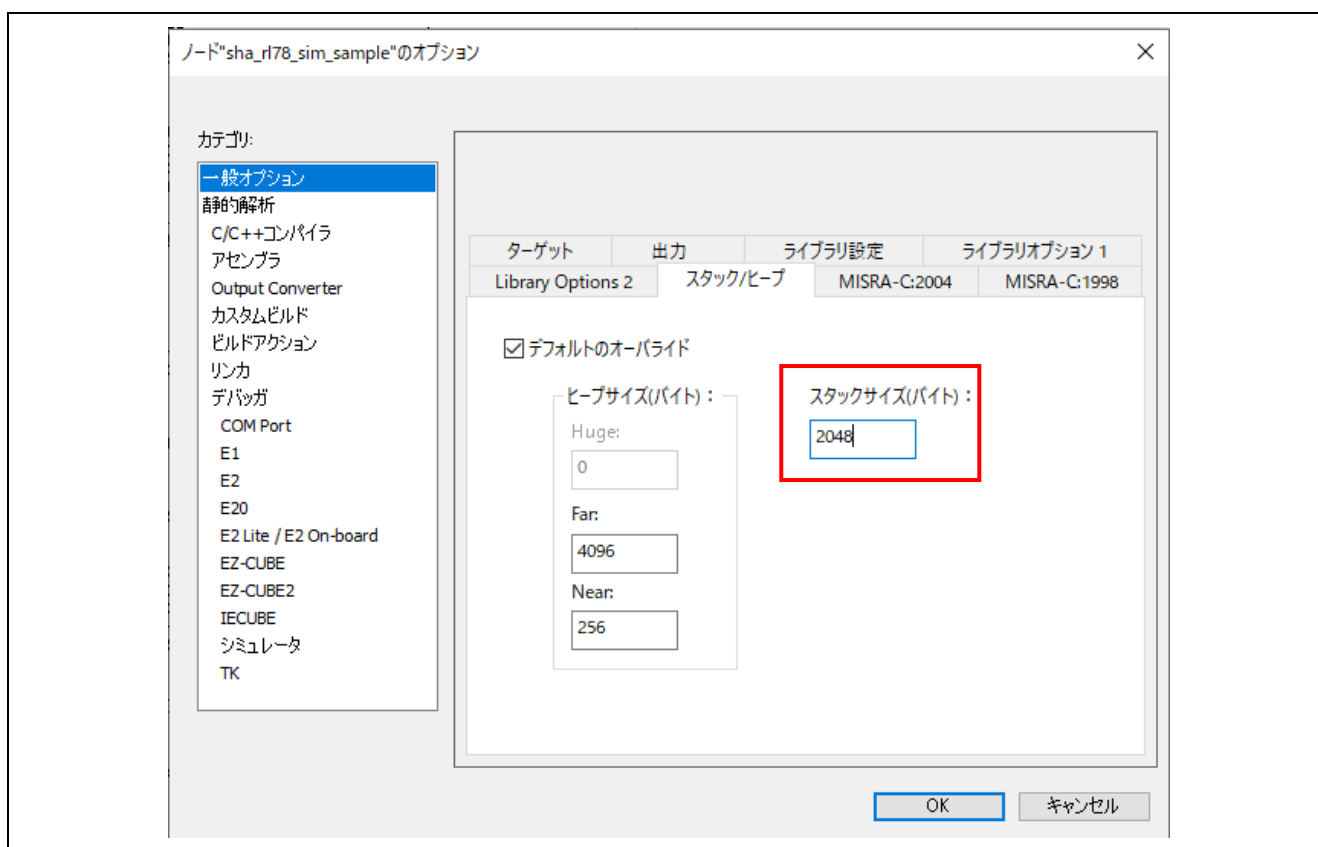 ノード"sha_rl78_sim_sample"のオプション
カテゴリ:
一般オプション
静的解析
C/C++コンパイラ
アセンブラ
Output Converter
カスタムビルド
ビルドアクション
リンカ
デバッガ
COM Port
E1
E2
E20
E2 Lite / E2 On-board
EZ-CUBE
EZ-CUBE2
IECUBE
シミュレータ
TK
ターゲット 出力 ライブラリ設定 ライブラリオプション 1
Library Options 2 スタック/ヒープ MISRA-C:2004 MISRA-C:1998
デフォルトのオーバライド
ヒープサイズ(バイト)： スタックサイズ(バイト)：
Huge: 2048
0
Far:
4096
Near:
256
OK キャンセル